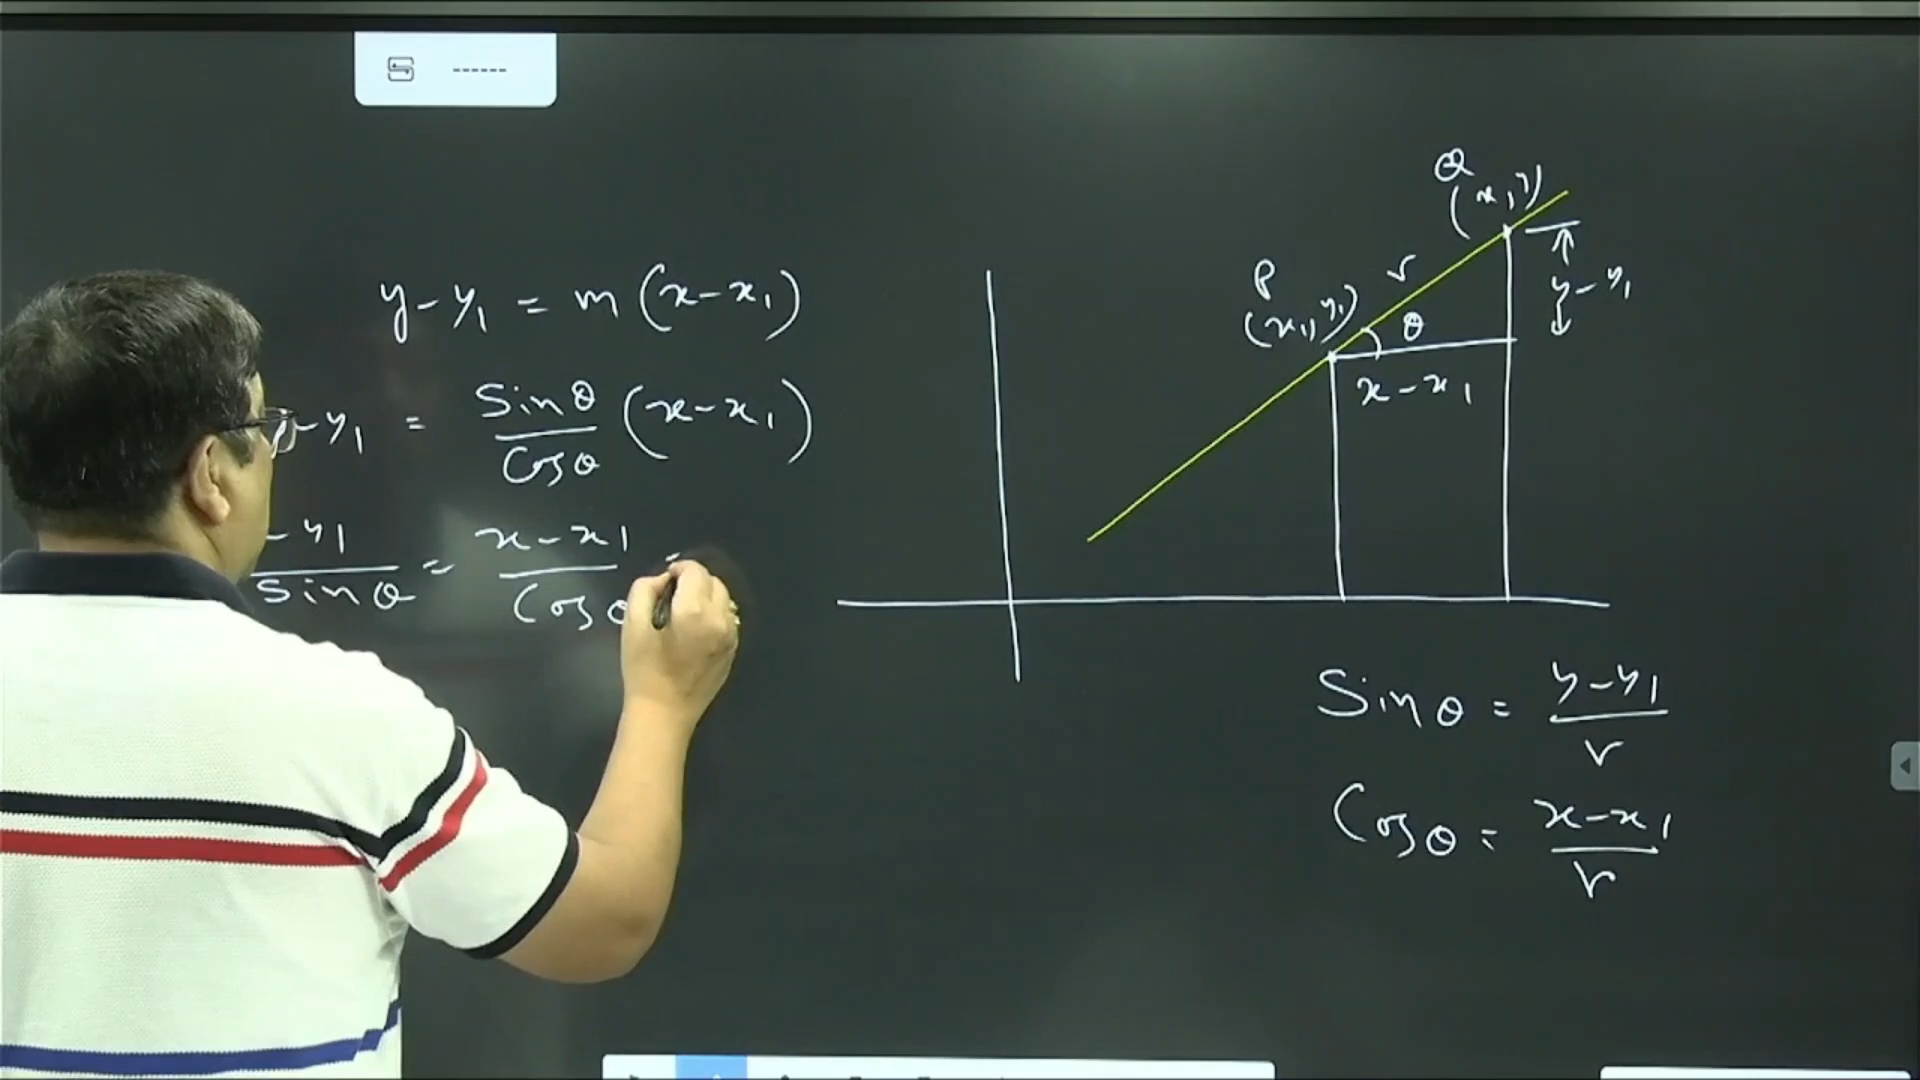 ------
y - y₁ = m (x - x₁)
- y₁ = Sinθ/Cosθ (x - x₁)
- y₁/Sinθ = x - x₁/Cosθ =
Q
(x, y)
P
(x₁, y₁)
r
θ
y - y₁
x - x₁
Sinθ = y - y₁/r
Cosθ = x - x₁/r